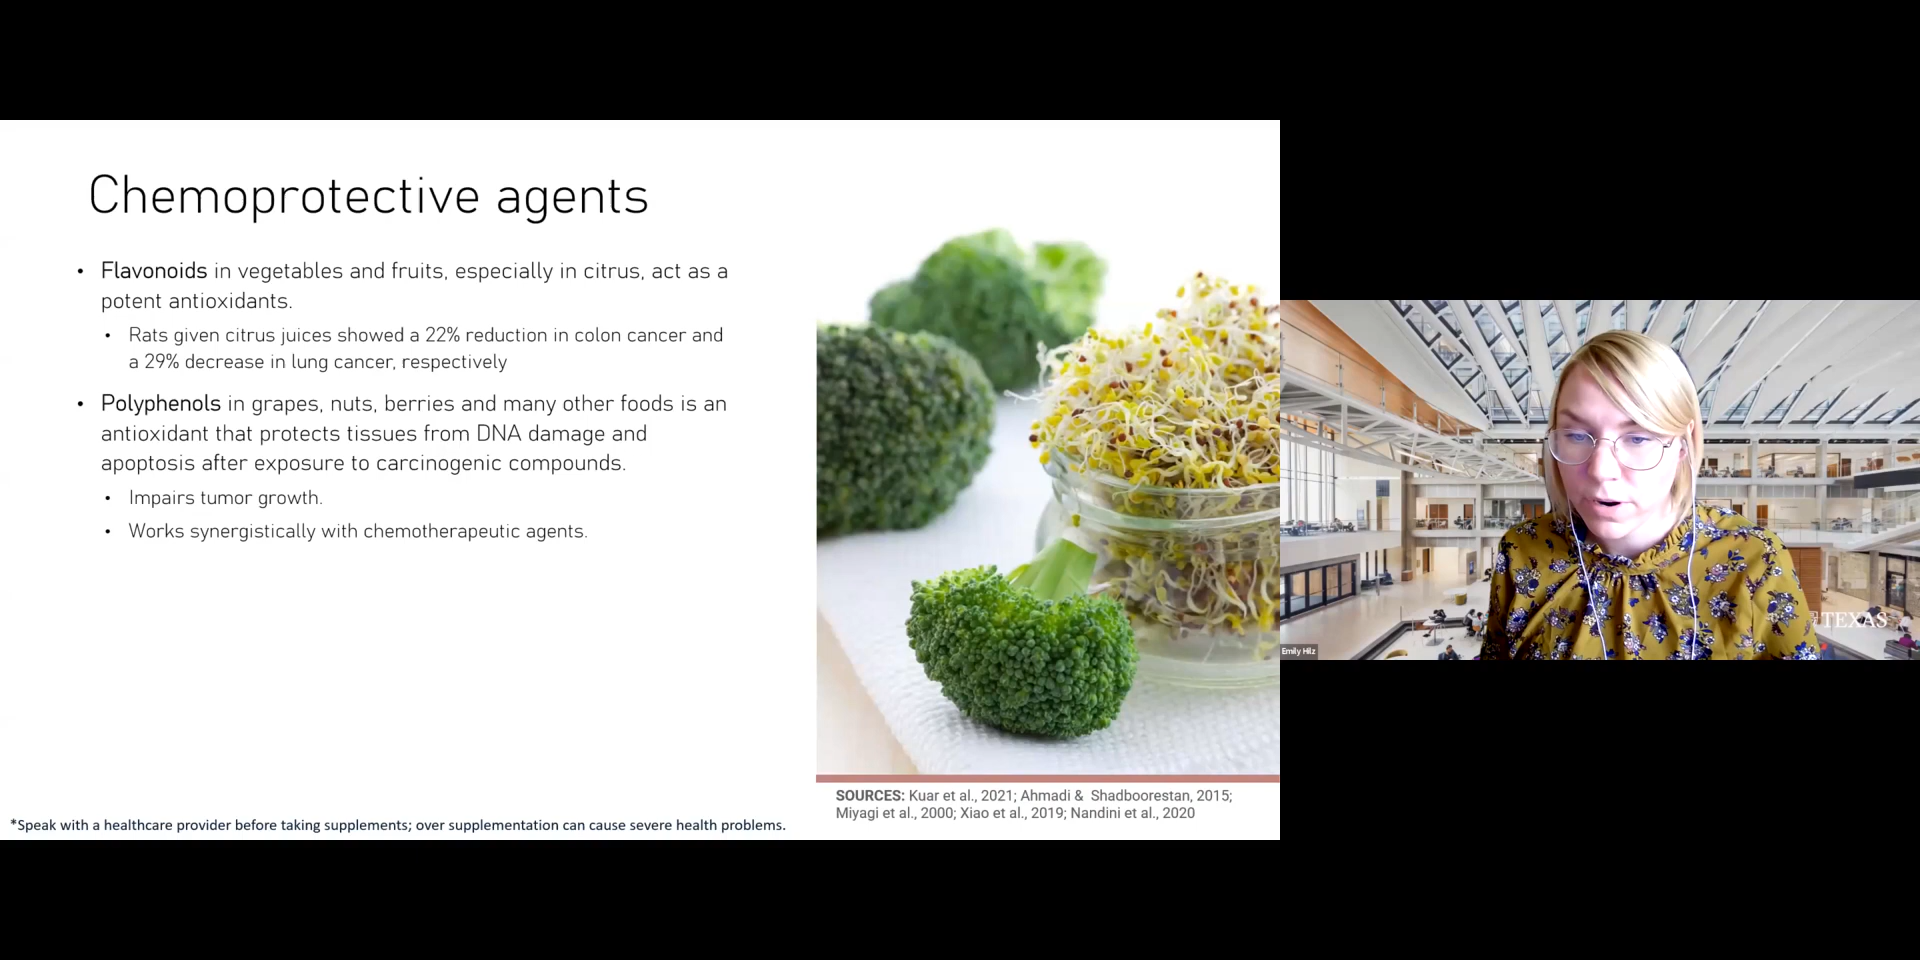 Chemoprotective agents
• Flavonoids in vegetables and fruits, especially in citrus, act as a
potent antioxidants.
• Rats given citrus juices showed a 22% reduction in colon cancer and
a 29% decrease in lung cancer, respectively
• Polyphenols in grapes, nuts, berries and many other foods is an
antioxidant that protects tissues from DNA damage and
apoptosis after exposure to carcinogenic compounds.
• Impairs tumor growth.
• Works synergistically with chemotherapeutic agents.
*Speak with a healthcare provider before taking supplements; over supplementation can cause severe health problems.
SOURCES: Kuar et al., 2021; Ahmadi & Shadboorestan, 2015;
Miyagi et al., 2000; Xiao et al., 2019; Nandini et al., 2020
TEXAS
Emily Hilz